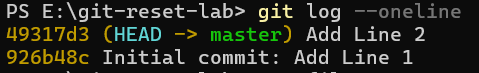 PS E:\git-reset-lab> git log --oneline
49317d3 (HEAD -> master) Add Line 2
926b48c Initial commit: Add Line 1